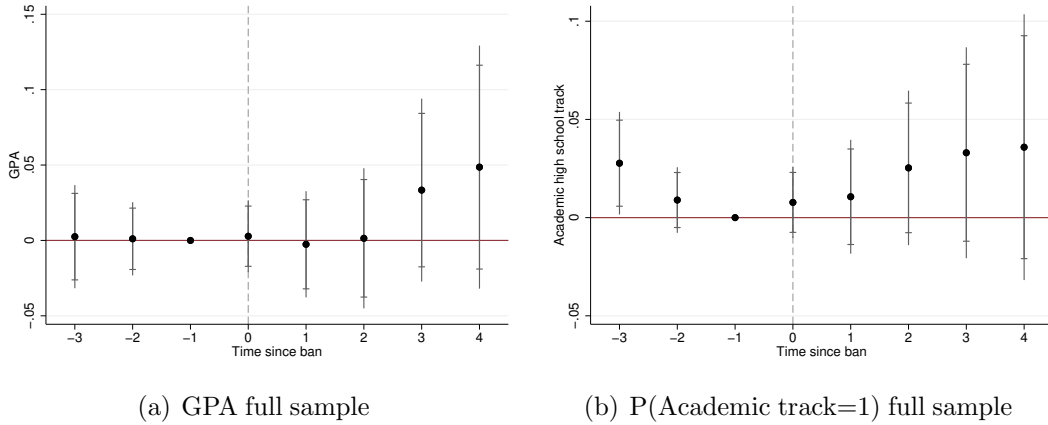 .15
.1
.05
0
-.05
GPA
−3 −2 −1 0 1 2 3 4
Time since ban
(a) GPA full sample
.1
.05
0
-.05
Academic high school track
−3 −2 −1 0 1 2 3 4
Time since ban
(b) P(Academic track=1) full sample